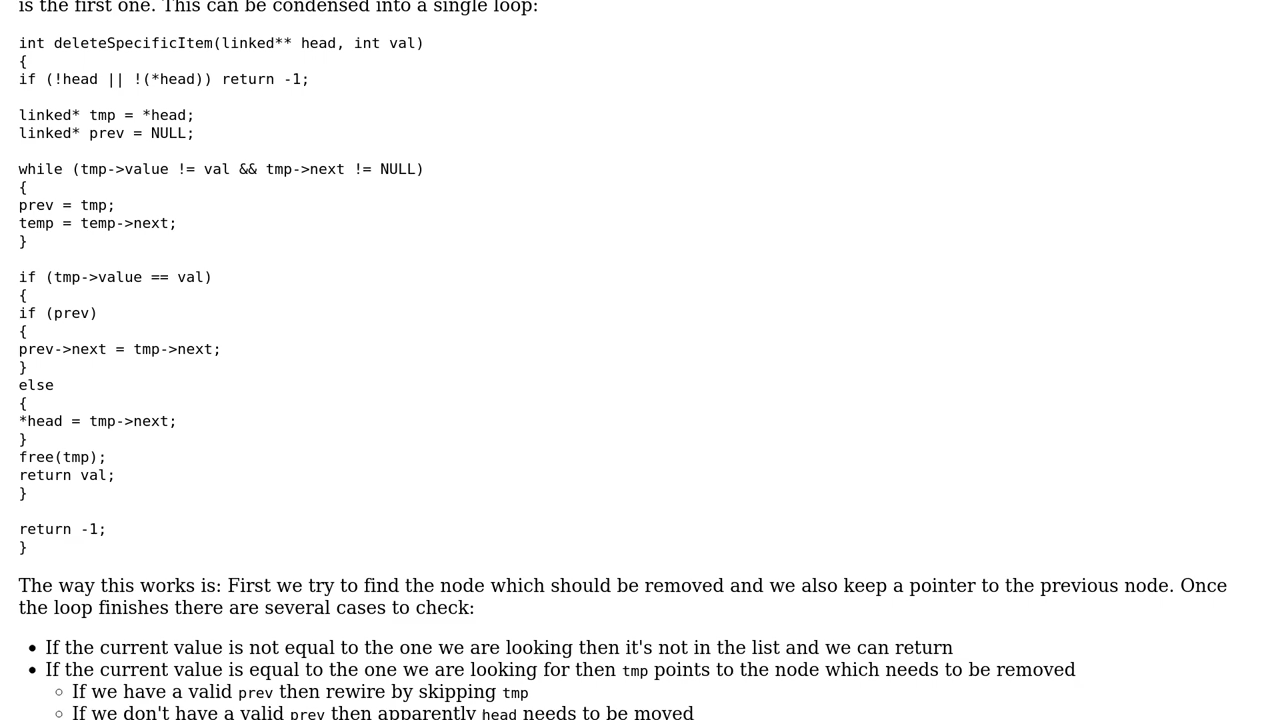 is the first one. This can be condensed into a single loop:
int deleteSpecificItem(linked** head, int val)
{
if (!head || !(*head)) return -1;
linked* tmp = *head;
linked* prev = NULL;
while (tmp->value != val && tmp->next != NULL)
{
prev = tmp;
temp = temp->next;
}
if (tmp->value == val)
{
if (prev)
{
prev->next = tmp->next;
}
else
{
*head = tmp->next;
}
free(tmp);
return val;
}
return -1;
}
The way this works is: First we try to find the node which should be removed and we also keep a pointer to the previous node. Once
the loop finishes there are several cases to check:
• If the current value is not equal to the one we are looking then it's not in the list and we can return
• If the current value is equal to the one we are looking for then tmp points to the node which needs to be removed
○ If we have a valid prev then rewire by skipping tmp
○ If we don't have a valid prev then apparently head needs to be moved